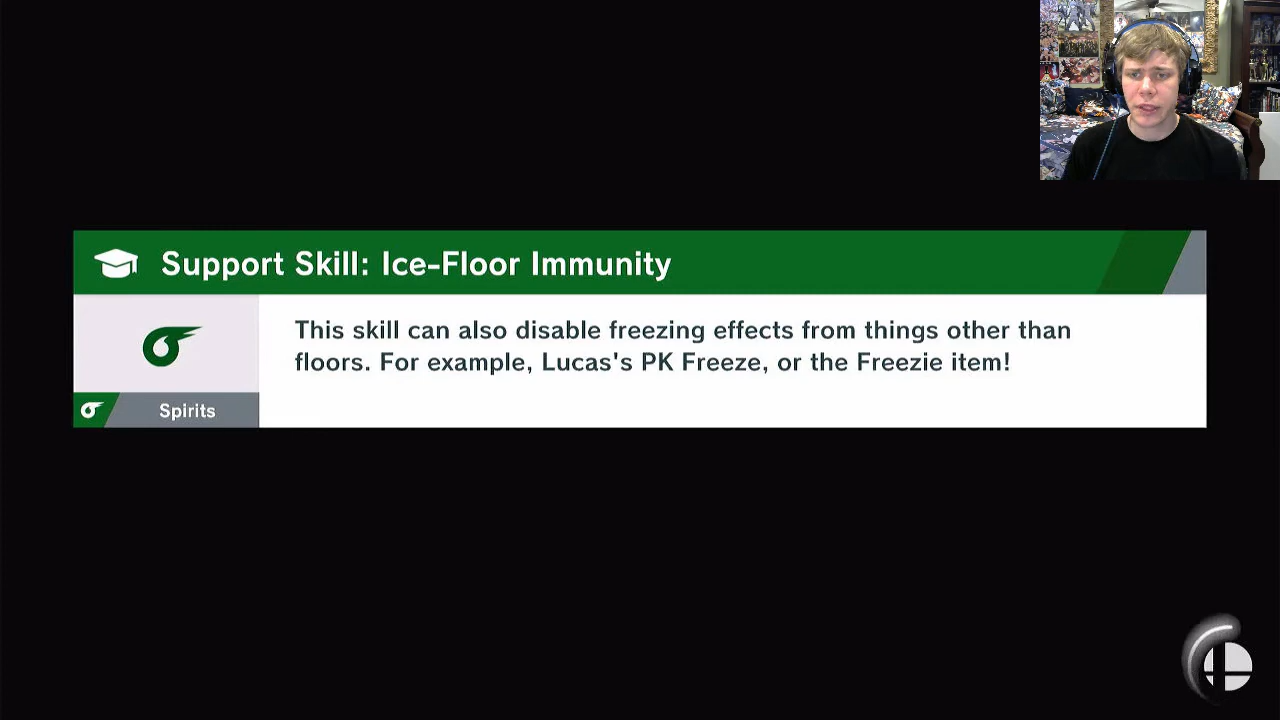 Support Skill: Ice-Floor Immunity
This skill can also disable freezing effects from things other than
floors. For example, Lucas's PK Freeze, or the Freezie item!
Spirits